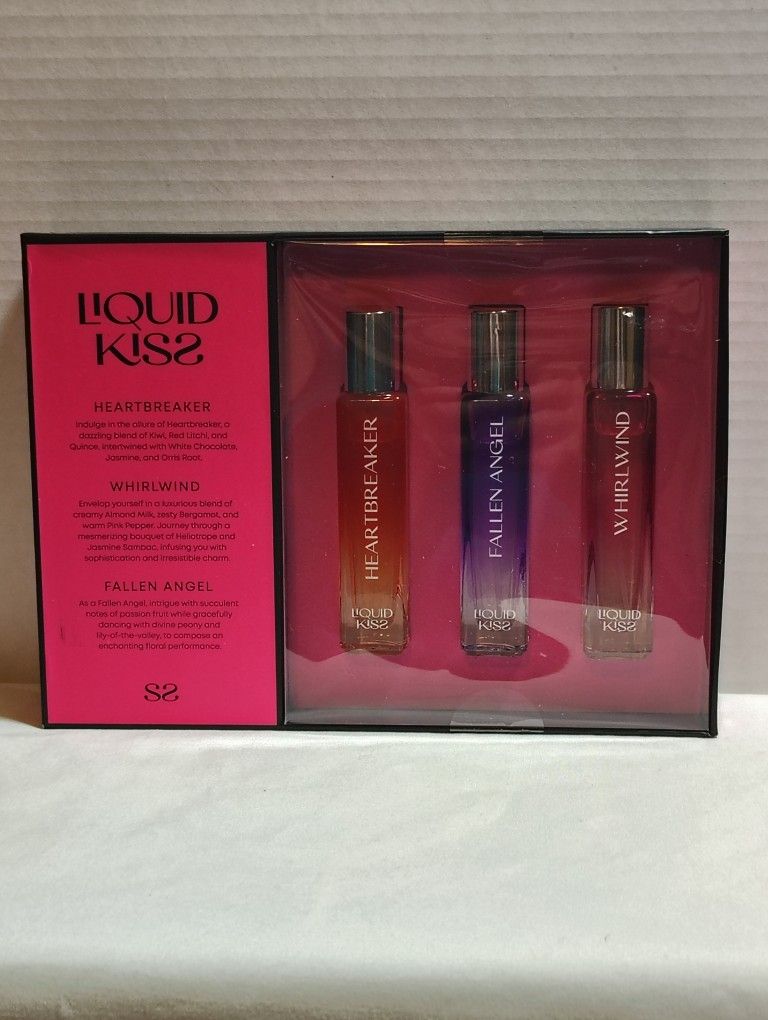 LIQUID
KISS
HEARTBREAKER
Indulge in the allure of Heartbreaker, a
dazzling blend of Kiwi, Red Litchi, and
Quince, intertwined with White Chocolate,
Jasmine, and Orris Root.
WHIRLWIND
Envelop yourself in a luxurious blend of
creamy Almond Milk, zesty Bergamot, and
warm Pink Pepper. Journey through a
mesmerizing bouquet of Heliotrope and
Jasmine Sambac, infusing you with
sophistication and irresistible charm.
FALLEN ANGEL
As a Fallen Angel, intrigue with succulent
notes of passion fruit while gracefully
dancing with divine peony and
lily-of-the-valley, to compose an
enchanting floral performance.
SS
HEARTBREAKER
LIQUID
KISS
FALLEN ANGEL
LIQUID
KISS
WHIRLWIND
LIQUID
KISS